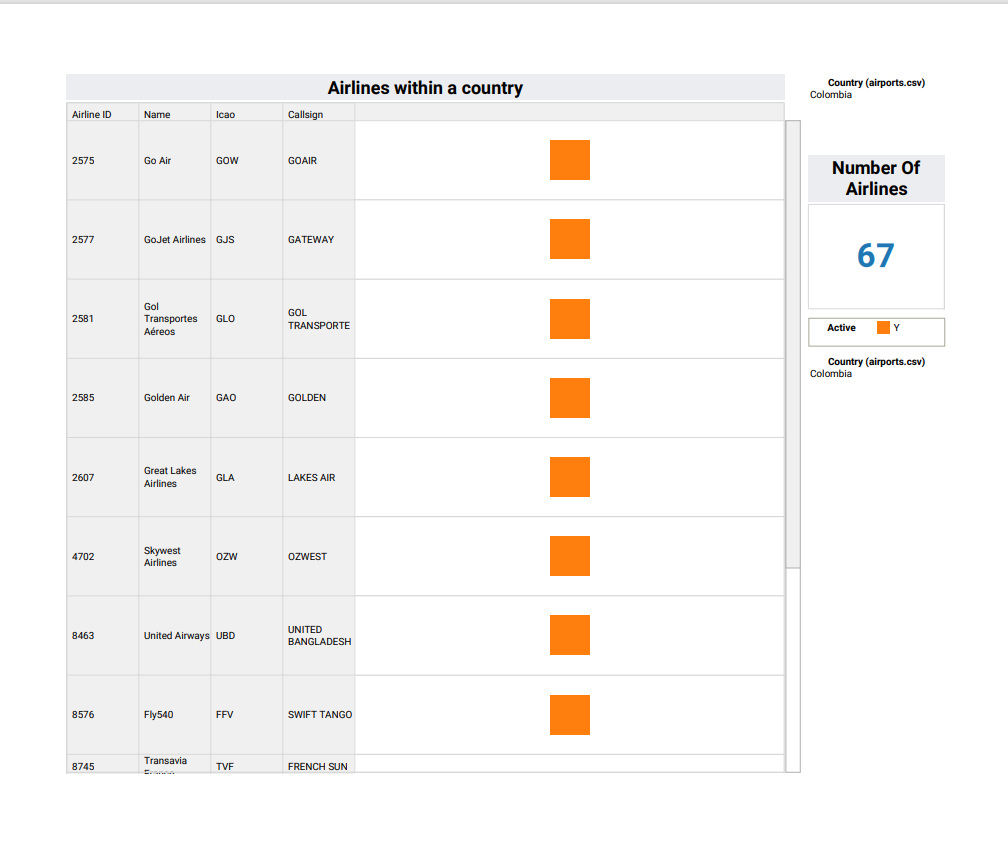 Airlines within a country
Airline ID Name Icao Callsign
2575 Go Air GOW GOAIR
2577 GoJet Airlines GJS GATEWAY
2581 Gol Transportes Aéreos GLO GOL TRANSPORTE
2585 Golden Air GAO GOLDEN
2607 Great Lakes Airlines GLA LAKES AIR
4702 Skywest Airlines OZW OZWEST
8463 United Airways UBD UNITED BANGLADESH
8576 Fly540 FFV SWIFT TANGO
8745 Transavia TVF FRENCH SUN
Country (airports.csv)
Colombia
Number Of
Airlines
67
Active Y
Country (airports.csv)
Colombia